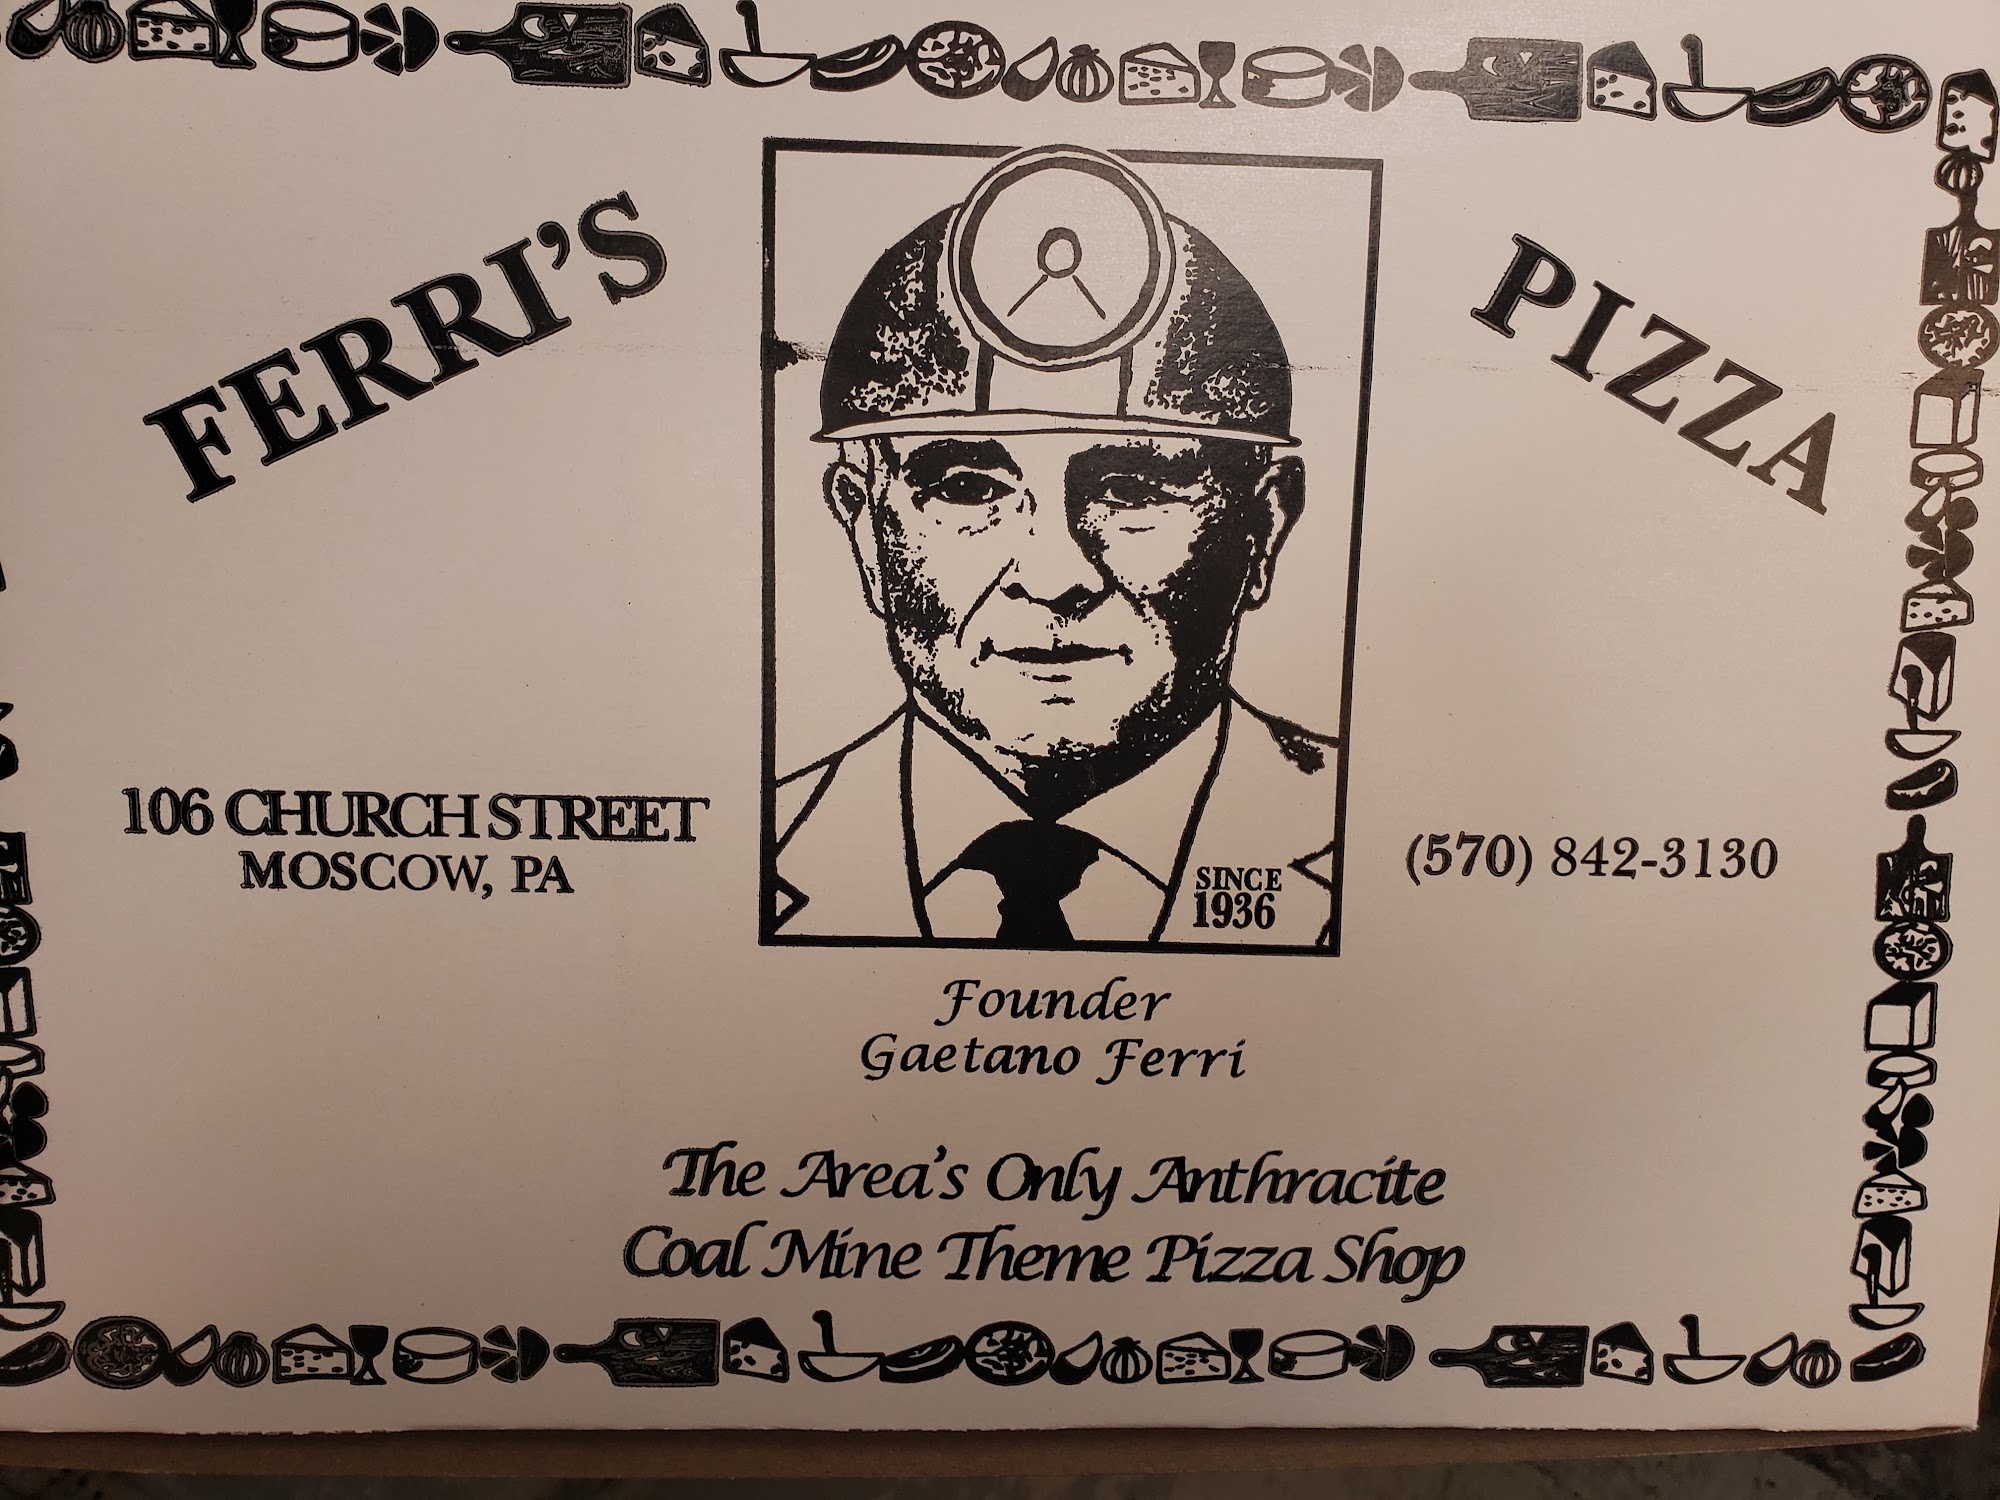 FERRI'S PIZZA
106 CHURCH STREET
MOSCOW, PA
(570) 842-3130
SINCE
1936
Founder
Gaetano Ferri
The Area's Only Anthracite
Coal Mine Theme Pizza Shop